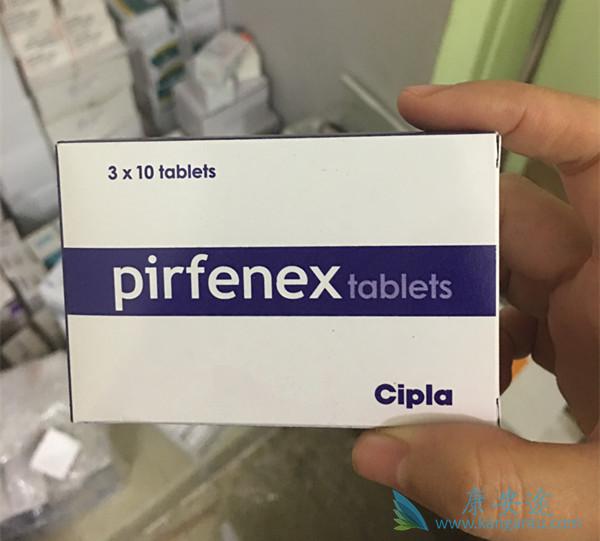 3 x 10 tablets
pirfenex tablets
Cipla
康安途
www.kangantu.com